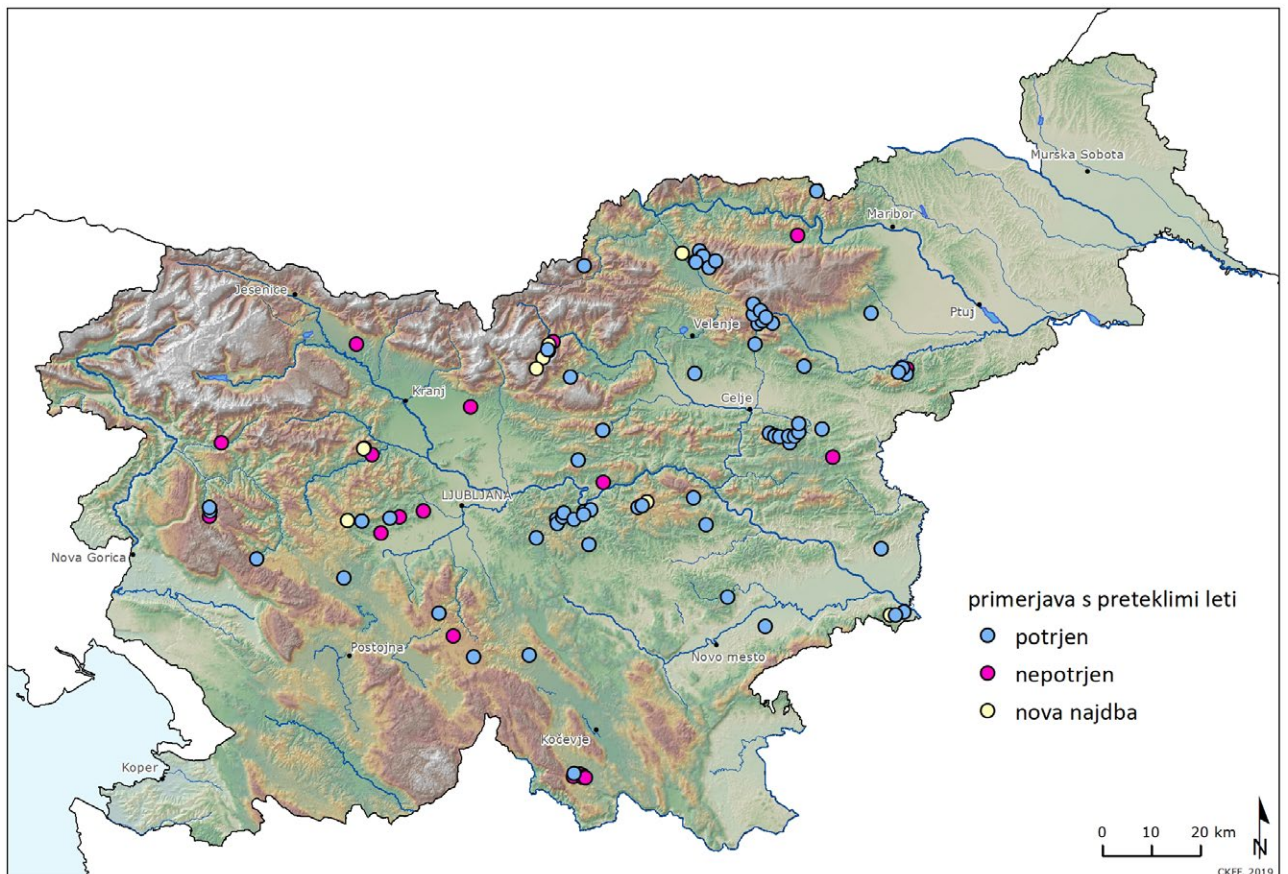 Murska Sobota
Maribor
Jesenice
Ptuj
Velenje
Kranj
Celje
LJUBLJANA
Nova Gorica
primerjava s preteklimi leti
potrjen
nepotrjen
nova najdba
Postojna
Novo mesto
Kočevje
Koper
0 10 20 km
N
CKFF, 2019